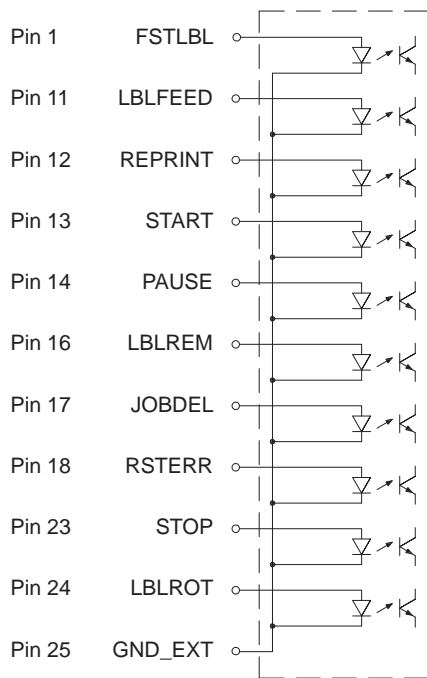 Pin 1 FSTLBL
Pin 11 LBLFEED
Pin 12 REPRINT
Pin 13 START
Pin 14 PAUSE
Pin 16 LBLREM
Pin 17 JOBDEL
Pin 18 RSTERR
Pin 23 STOP
Pin 24 LBLROT
Pin 25 GND_EXT